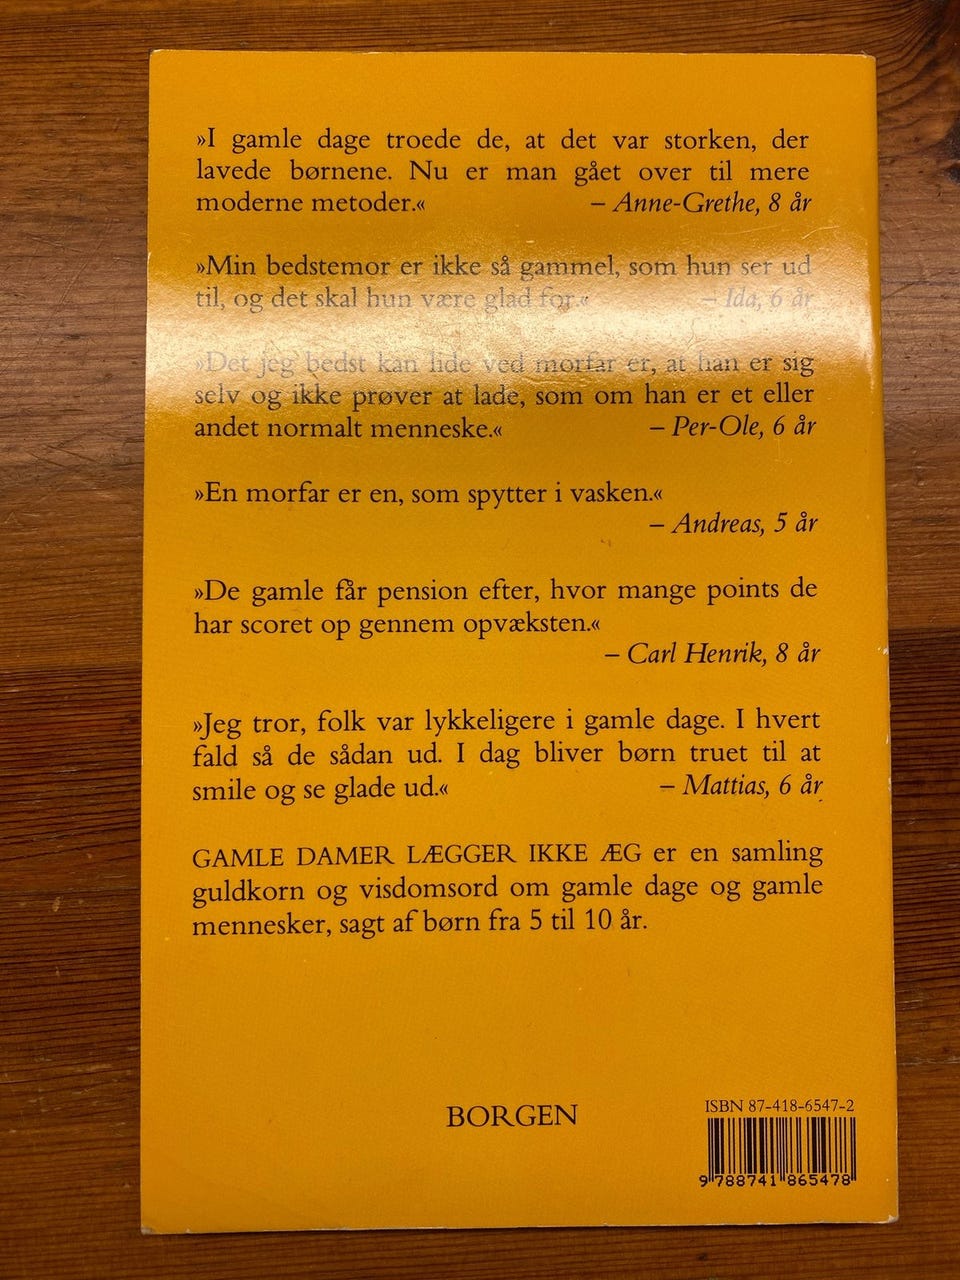 »I gamle dage troede de, at det var storken, der
lavede børnene. Nu er man gået over til mere
moderne metoder.« – Anne-Grethe, 8 år
»Min bedstemor er ikke så gammel, som hun ser ud
til, og det skal hun være glad for.« – Ida, 6 år
»Det jeg bedst kan lide ved morfar er, at han er sig
selv og ikke prøver at lade, som om han er et eller
andet normalt menneske.« – Per-Ole, 6 år
»En morfar er en, som spytter i vasken.«
– Andreas, 5 år
»De gamle får pension efter, hvor mange points de
har scoret op gennem opvæksten.«
– Carl Henrik, 8 år
»Jeg tror, folk var lykkeligere i gamle dage. I hvert
fald så de sådan ud. I dag bliver børn truet til at
smile og se glade ud.« – Mattias, 6 år
GAMLE DAMER LÆGGER IKKE ÆG er en samling
guldkorn og visdomsord om gamle dage og gamle
mennesker, sagt af børn fra 5 til 10 år.
BORGEN
ISBN 87-418-6547-2
9 788741 865478